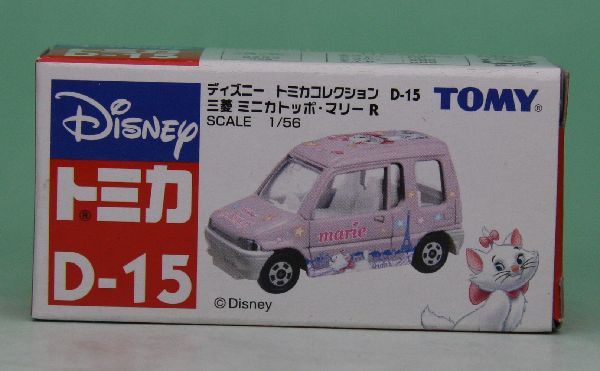 DISNEY
トミカ®
D-15
ディズニー トミカコレクション D-15
三菱 ミニカトッポ・マリー R
SCALE 1/56
TOMY®
marie
©Disney